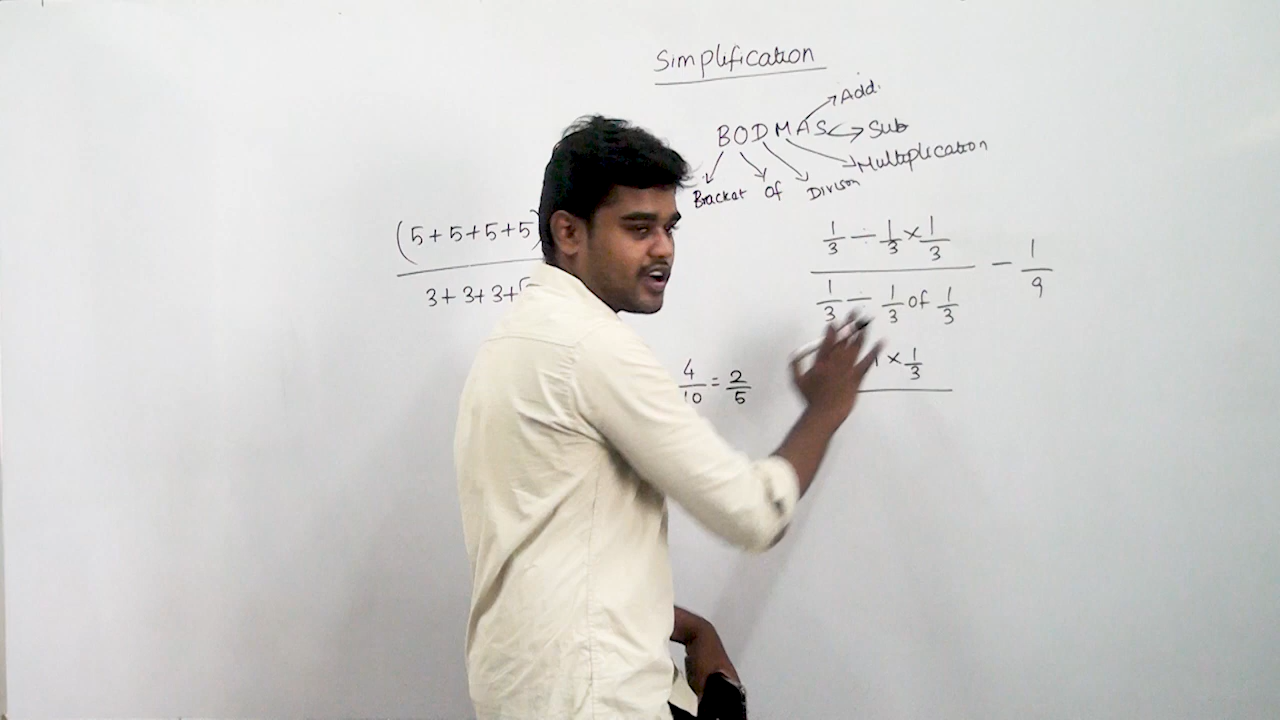 Simplification
Add.
BODMAS
Sub
Multiplication
Bracket Of Divison
(5+5+5+5
3+3+3+
1/3 ÷ 1/3 × 1/3
1/3 ÷ 1/3 of 1/3
- 1/9
4/10 = 2/5
1 × 1/3